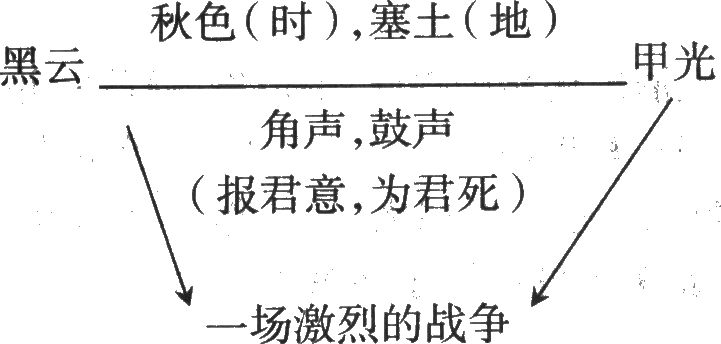 秋色(时),塞土(地)
黑云
甲光
角声,鼓声
(报君意,为君死)
一场激烈的战争